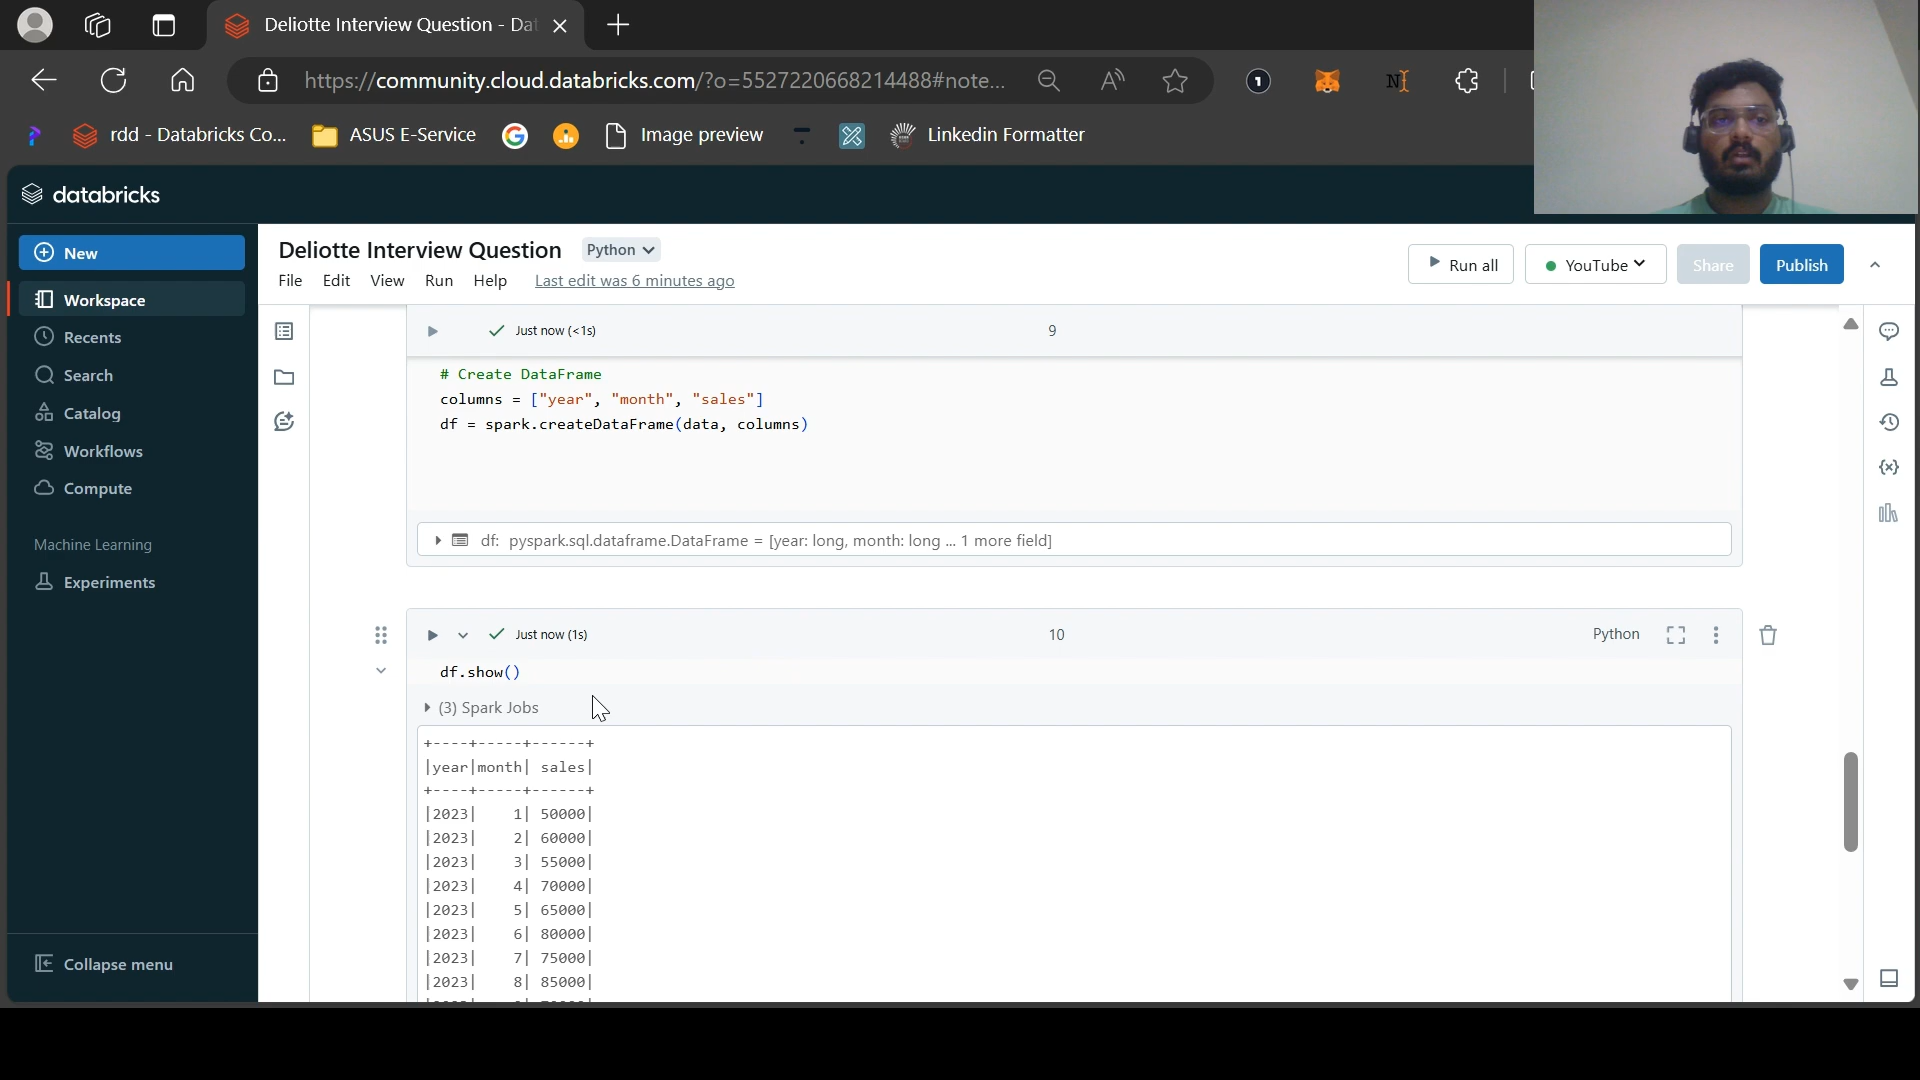 Deliotte Interview Question - Dat
https://community.cloud.databricks.com/?o=5527220668214488#note...
rdd - Databricks Co...
ASUS E-Service
Image preview
Linkedin Formatter
databricks
New
Workspace
Recents
Search
Catalog
Workflows
Compute
Machine Learning
Experiments
Collapse menu
Deliotte Interview Question
Python
File Edit View Run Help Last edit was 6 minutes ago
Run all
YouTube
Share
Publish
Just now (<1s)
9
# Create DataFrame
columns = ["year", "month", "sales"]
df = spark.createDataFrame(data, columns)
df: pyspark.sql.dataframe.DataFrame = [year: long, month: long ... 1 more field]
Just now (1s)
10
Python
df.show()
(3) Spark Jobs
+----+-----+------+
|year|month| sales|
+----+-----+------+
|2023|    1| 50000|
|2023|    2| 60000|
|2023|    3| 55000|
|2023|    4| 70000|
|2023|    5| 65000|
|2023|    6| 80000|
|2023|    7| 75000|
|2023|    8| 85000|